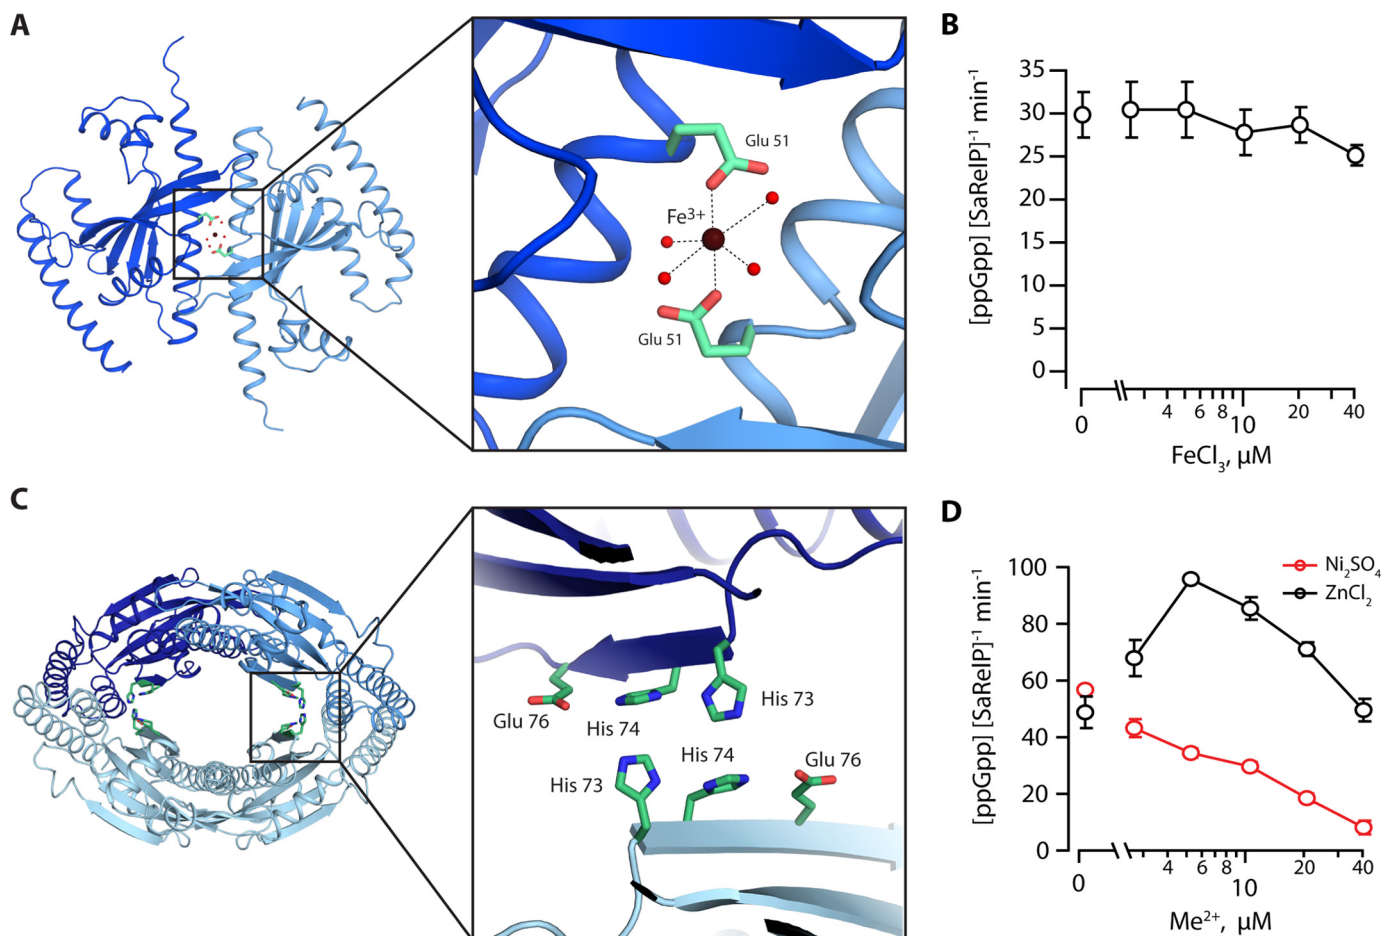 A
Glu 51
Fe³⁺
Glu 51
B
[ppGpp] [SaRelP]⁻¹ min⁻¹
35
30
25
20
15
10
5
0
0
4
6
8
10
20
40
FeCl₃, µM
C
Glu 76
His 74
His 73
His 73
His 74
Glu 76
D
[ppGpp] [SaRelP]⁻¹ min⁻¹
Ni₂SO₄
ZnCl₂
100
80
60
40
20
0
0
4
6
8
10
20
40
Me²⁺, µM